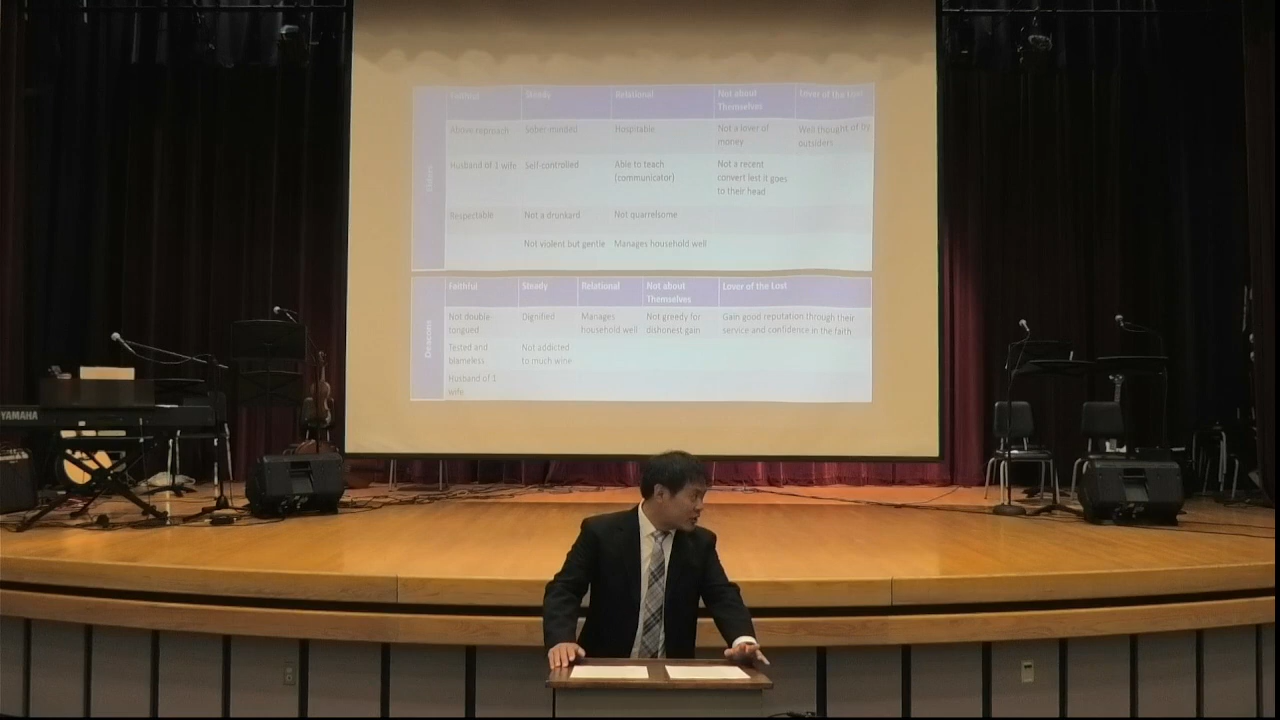 Faithful Steady Relational Not about Lover of the Lost
Themselves
Above reproach Sober-minded Hospitable Not a lover of Well thought of by
money outsiders
Husband of 1 wife Self-controlled Able to teach Not a recent
(communicator) convert lest it goes
to their head
Respectable Not a drunkard Not quarrelsome
Not violent but gentle Manages household well
Elders
Faithful Steady Relational Not about Lover of the Lost
Themselves
Not double- Dignified Manages Not greedy for Gain good reputation through their
tongued household well dishonest gain service and confidence in the faith
Tested and Not addicted
blameless to much wine
Husband of 1
wife
Deacons
YAMAHA